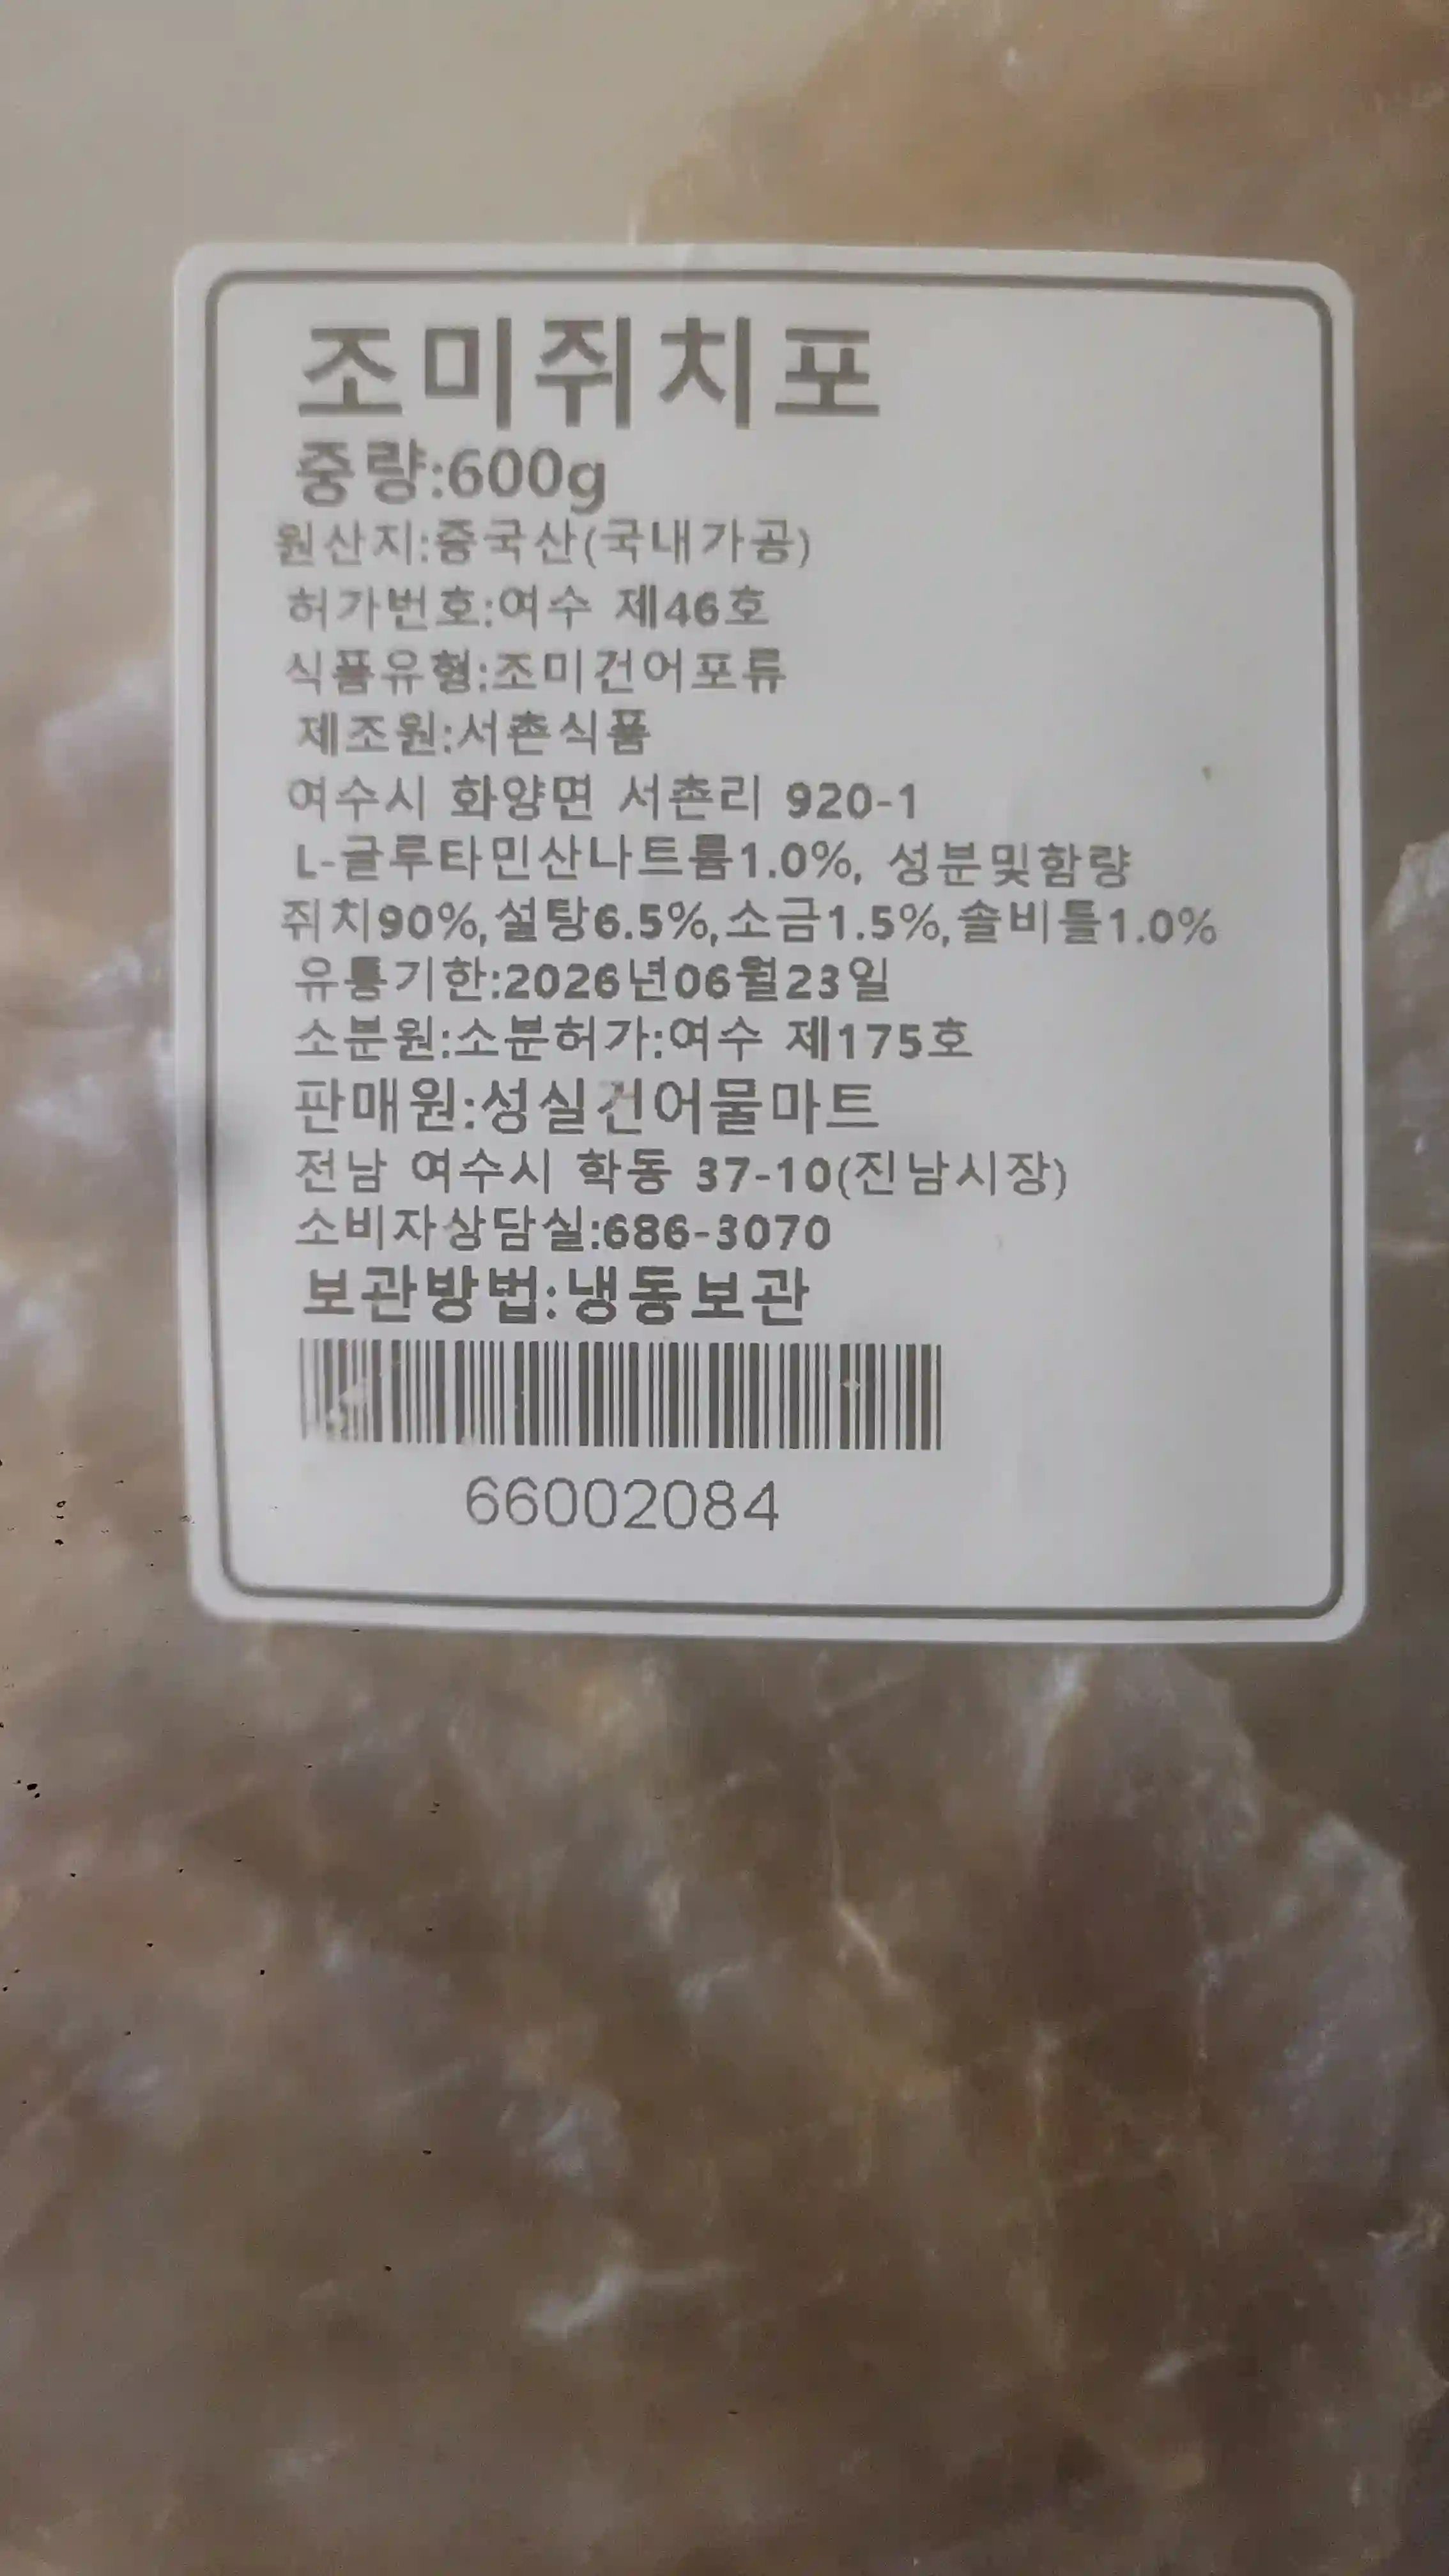 조미쥐치포
중량:600g
원산지:중국산(국내가공)
허가번호:여수 제46호
식품유형:조미건어포류
제조원:서촌식품
여수시 화양면 서촌리 920-1
L-글루타민산나트륨1.0%, 성분및함량
쥐치90%,설탕6.5%,소금1.5%,솔비톨1.0%
유통기한:2026년06월23일
소분원:소분허가:여수 제175호
판매원:성실건어물마트
전남 여수시 학동 37-10(진남시장)
소비자상담실:686-3070
보관방법:냉동보관
66002084